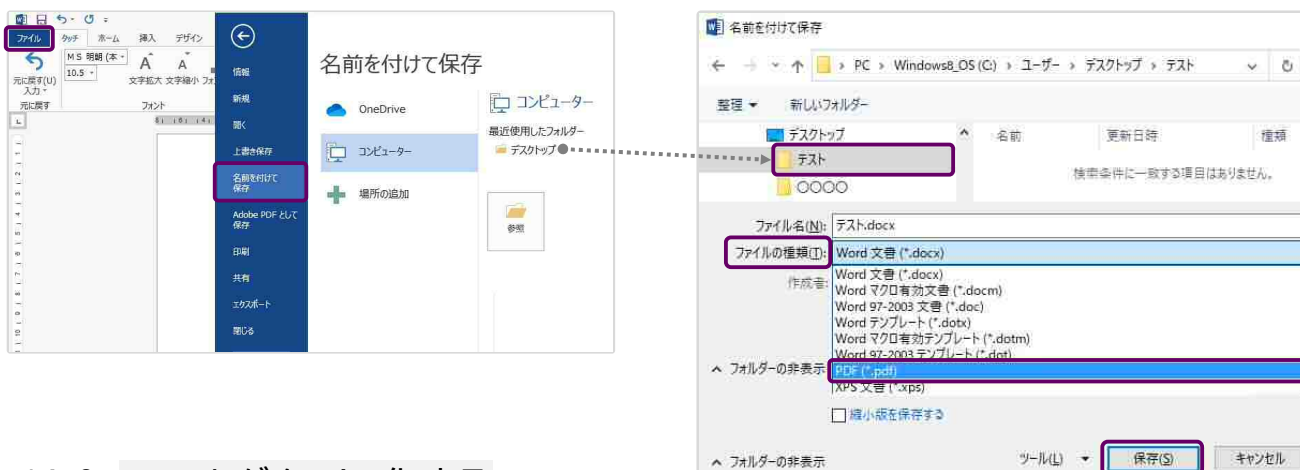 ファイル タッチ ホーム 挿入 デザイン
元に戻す(U)
入力
元に戻す
MS 明朝 (本
10.5
A A
文字拡大 文字縮小
フォント
情報
新規
開く
上書き保存
名前を付けて
保存
Adobe PDF として
保存
印刷
共有
エクスポート
閉じる
名前を付けて保存
OneDrive
コンピューター
場所の追加
コンピューター
最近使用したフォルダー
デスクトップ
参照
名前を付けて保存
PC › Windows8_OS (C:) › ユーザー › デスクトップ › テスト
整理 新しいフォルダー
デスクトップ
テスト
〇〇〇〇
名前 更新日時 種類
検索条件に一致する項目はありません。
ファイル名(N): テスト.docx
ファイルの種類(T): Word 文書 (*.docx)
作成者:
Word 文書 (*.docx)
Word マクロ有効文書 (*.docm)
Word 97-2003 文書 (*.doc)
Word テンプレート (*.dotx)
Word マクロ有効テンプレート (*.dotm)
Word 97-2003 テンプレート (*.dot)
PDF (*.pdf)
XPS 文書 (*.xps)
フォルダーの非表示
縮小版を保存する
フォルダーの非表示
ツール(L) 保存(S) キャンセル